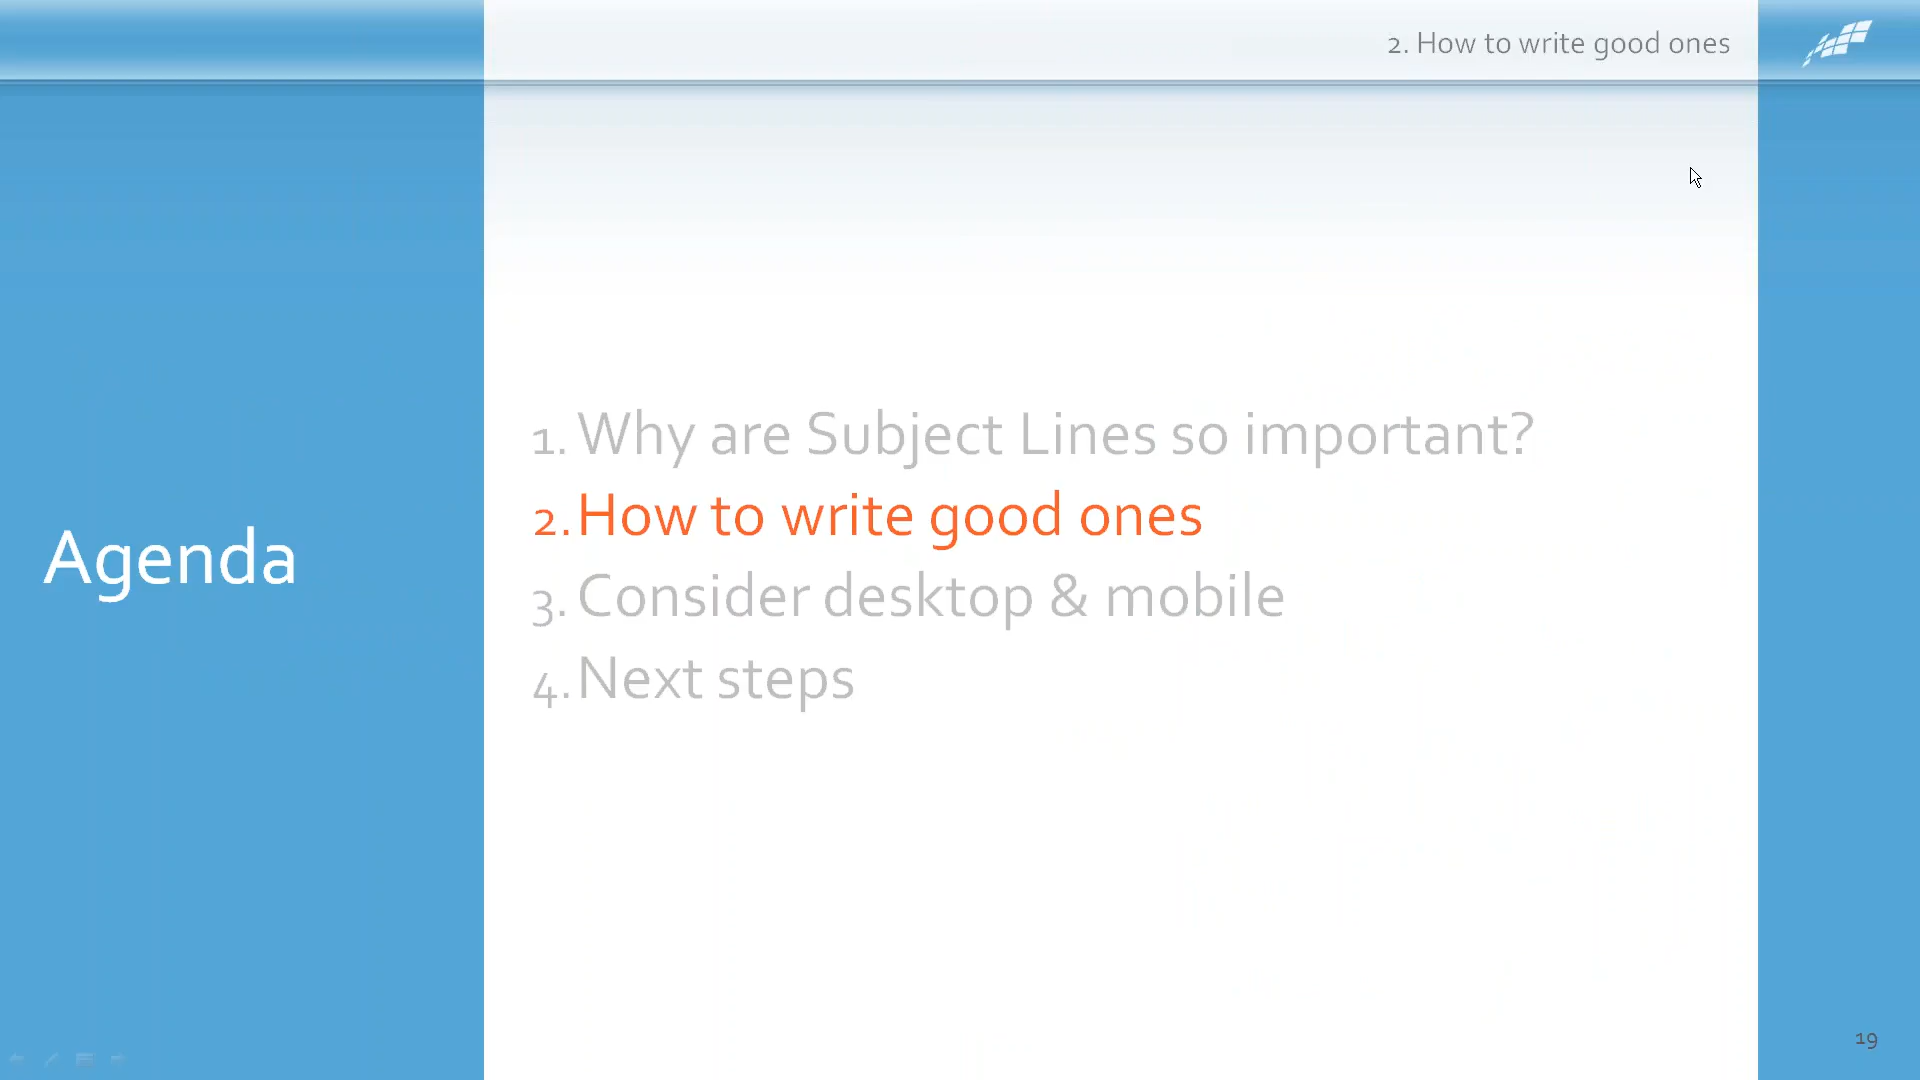 2. How to write good ones
Agenda
1. Why are Subject Lines so important?
2. How to write good ones
3. Consider desktop & mobile
4. Next steps
19